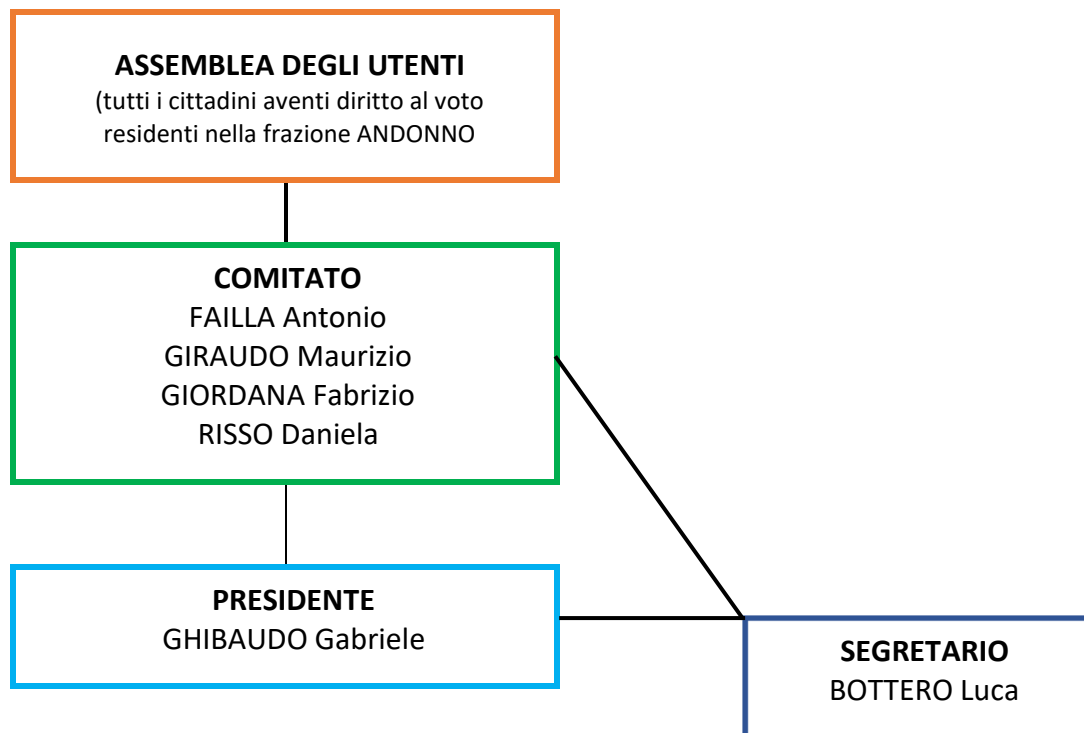 ASSEMBLEA DEGLI UTENTI
(tutti i cittadini aventi diritto al voto
residenti nella frazione ANDONNO
COMITATO
FAILLA Antonio
GIRAUDO Maurizio
GIORDANA Fabrizio
RISSO Daniela
PRESIDENTE
GHIBAUDO Gabriele
SEGRETARIO
BOTTERO Luca